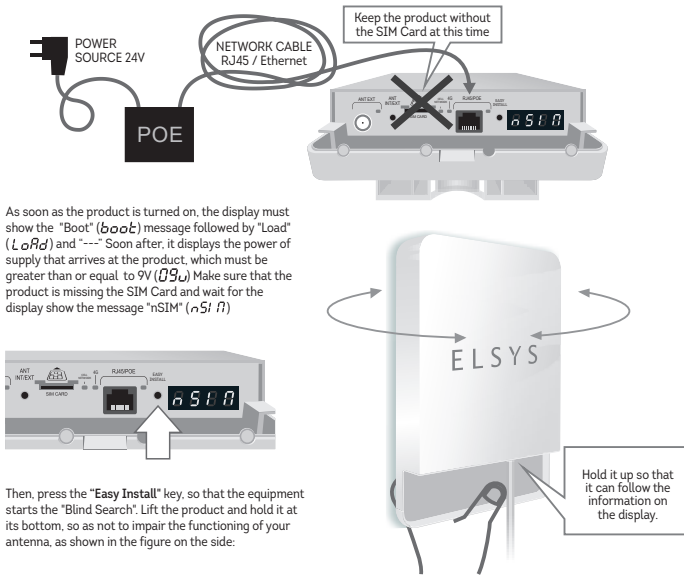 Keep the product without
the SIM Card at this time
POWER
SOURCE 24V
NETWORK CABLE
RJ45 / Ethernet
POE
ANT EXT
ANT
INT/EXT
SIM CARD
4G
RJ45/POE
EASY
INSTALL
nSIM
As soon as the product is turned on, the display must
show the "Boot" (boot) message followed by "Load"
(LoAd) and "---" Soon after, it displays the power of
supply that arrives at the product, which must be
greater than or equal to 9V (09u) Make sure that the
product is missing the SIM Card and wait for the
display show the message "nSIM" (nSIM)
ELSYS
ANT
INT/EXT
SIM CARD
4G
RJ45/POE
EASY
INSTALL
nSIM
Hold it up so that
it can follow the
information on
the display.
Then, press the "Easy Install" key, so that the equipment
starts the "Blind Search". Lift the product and hold it at
its bottom, so as not to impair the functioning of your
antenna, as shown in the figure on the side: